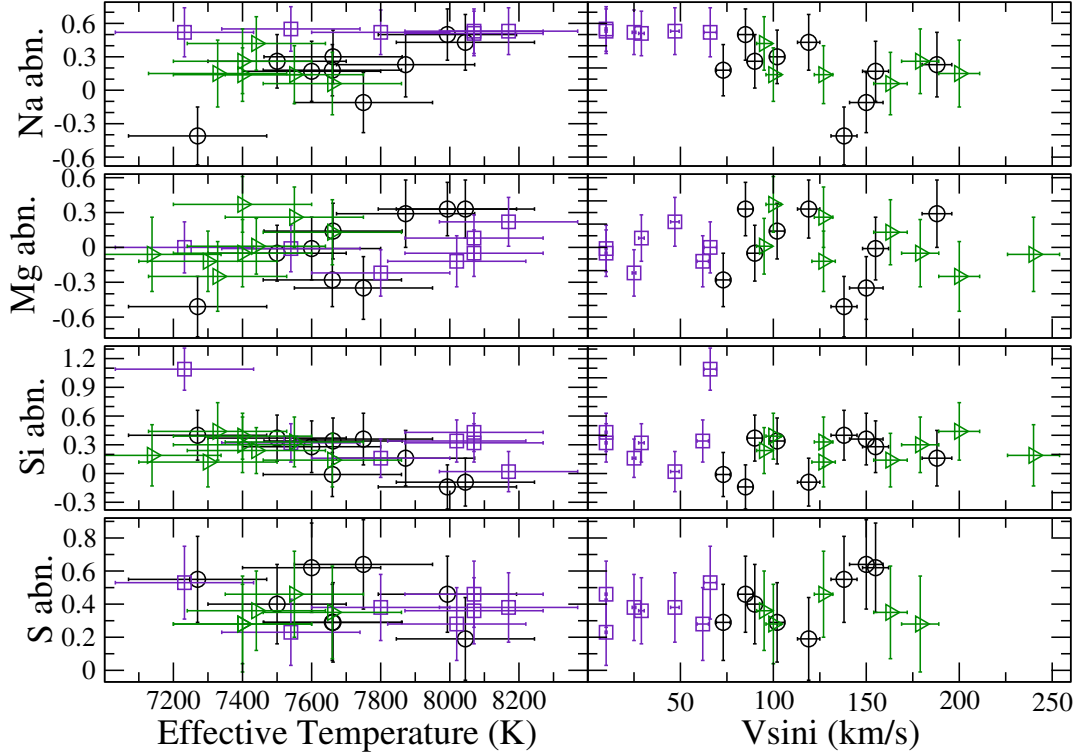 Na abn.
0.6
0.3
0
-0.3
-0.6
Mg abn.
0.6
0.3
0
-0.3
-0.6
Si abn.
1.2
0.9
0.6
0.3
0
-0.3
S abn.
0.8
0.6
0.4
0.2
0
7200 7400 7600 7800 8000 8200
50 100 150 200 250
Effective Temperature (K)
Vsini (km/s)